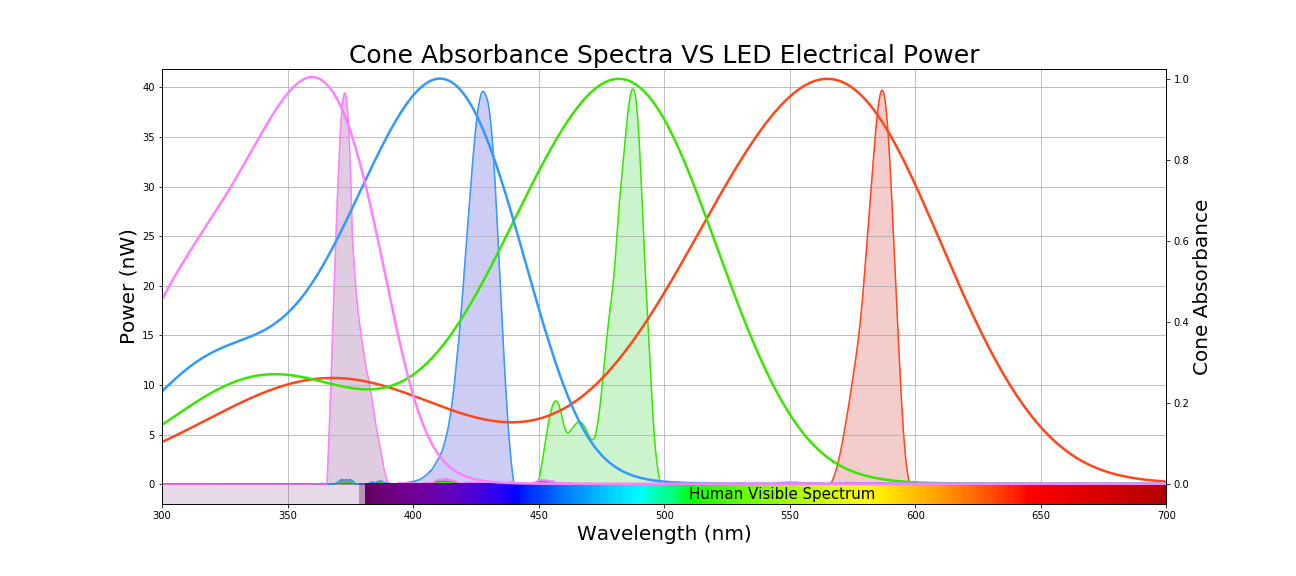 Cone Absorbance Spectra VS LED Electrical Power
40
35
30
25
20
15
10
5
0
Power (nW)
1.0
0.8
0.6
0.4
0.2
0.0
Cone Absorbance
Human Visible Spectrum
300 350 400 450 500 550 600 650 700
Wavelength (nm)